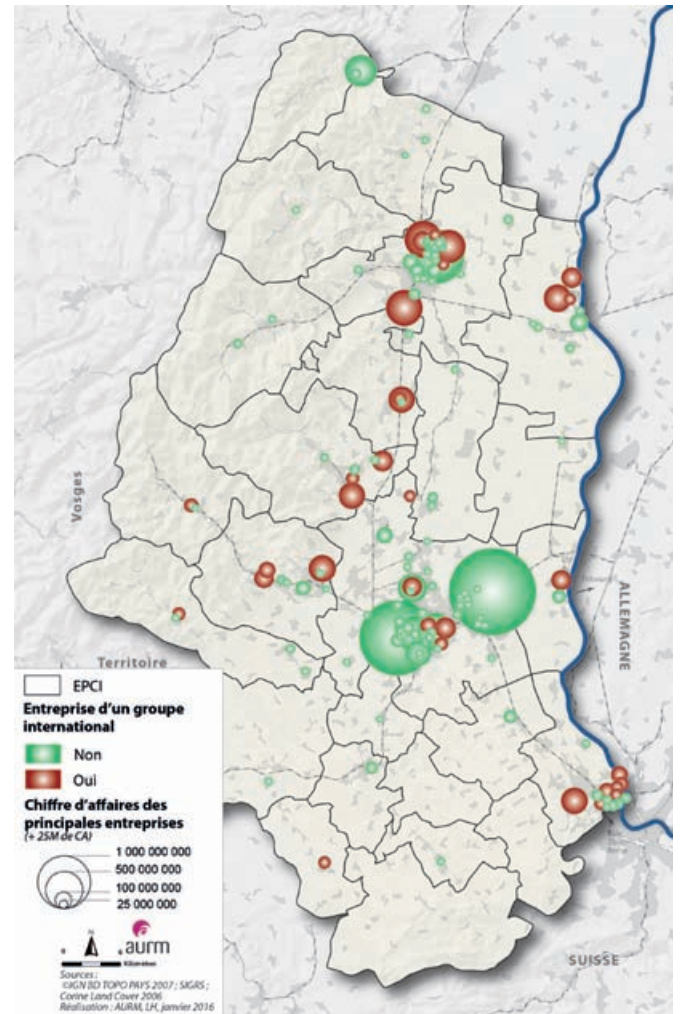 Vosges
ALLEMAGNE
Territoire
SUISSE
EPCI
Entreprise d'un groupe
international
Non
Oui
Chiffre d'affaires des
principales entreprises
(+ 25M de CA)
1 000 000 000
500 000 000
100 000 000
25 000 000
aurm
Kilomètres
Sources :
©IGN BD TOPO PAYS 2007 ; SIGRS ;
Corine Land Cover 2006
Réalisation : AURM, LH, janvier 2016